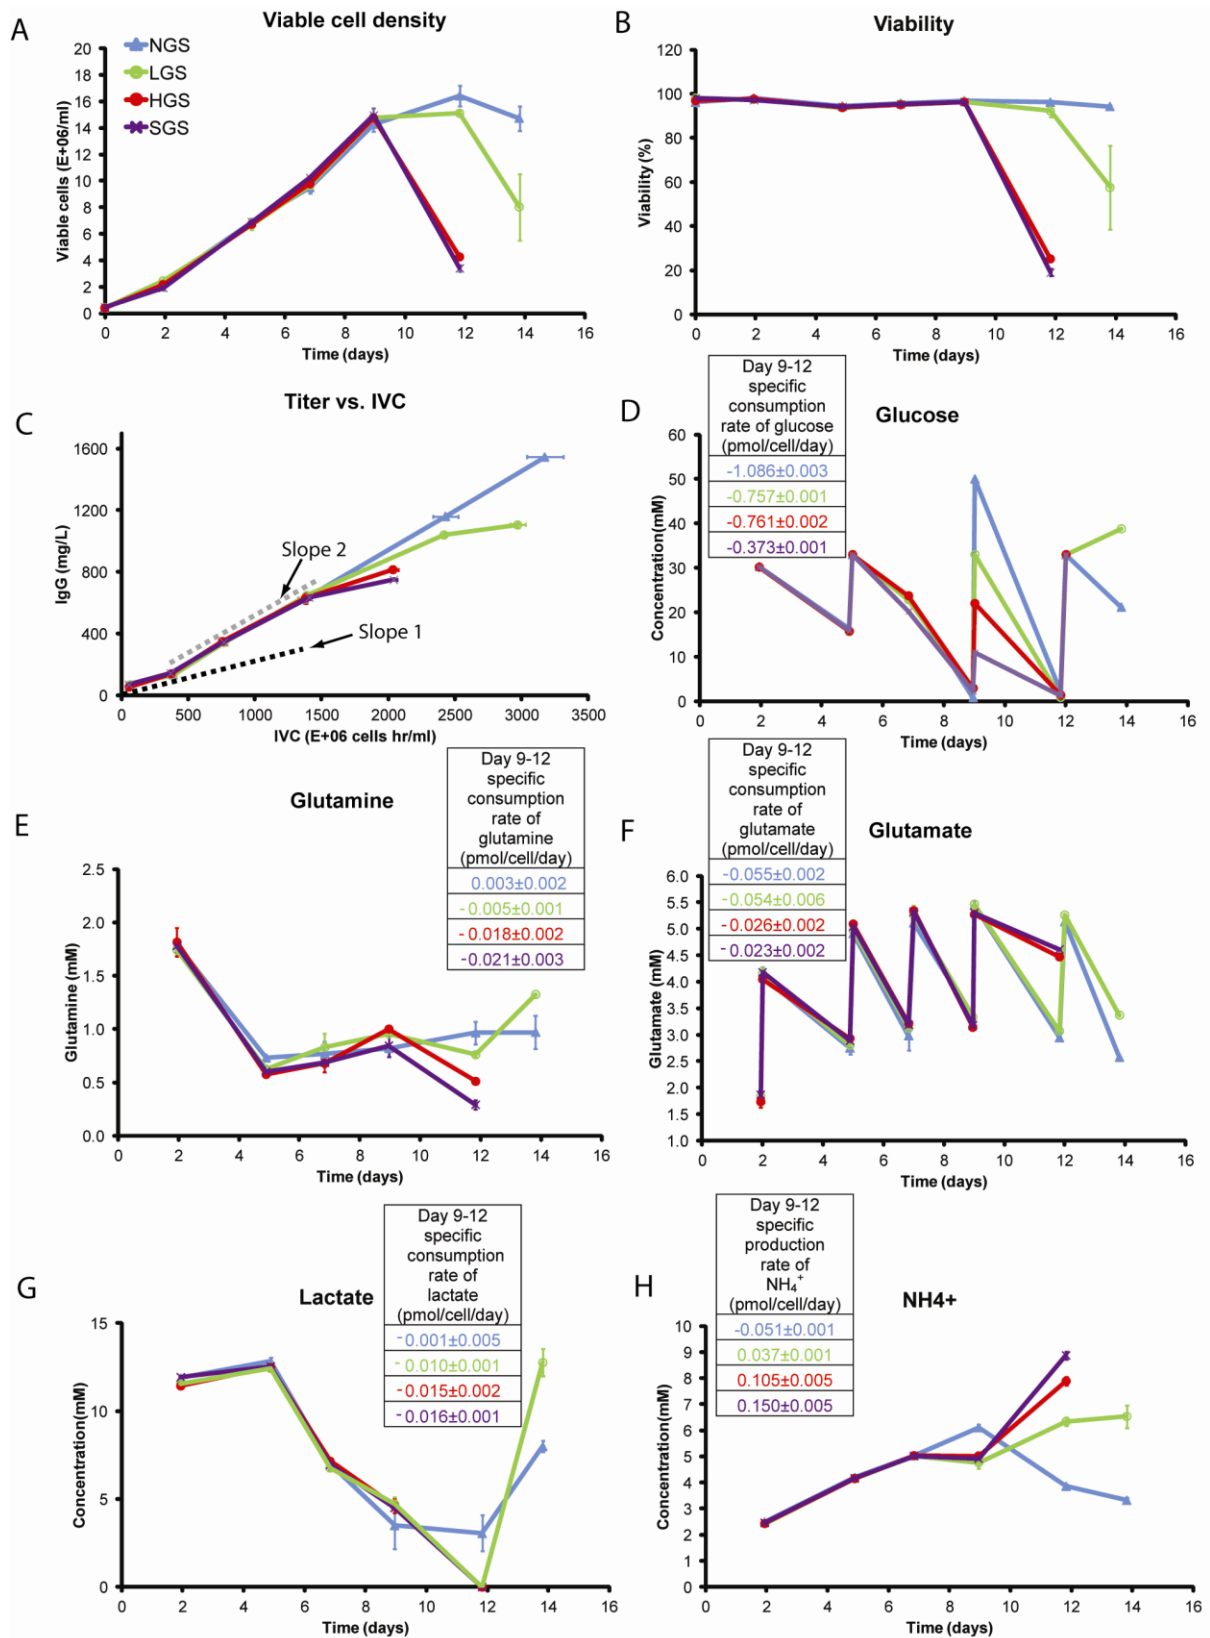 A
Viable cell density
NGS
LGS
HGS
SGS
Viable cells (E+06/ml)
20
18
16
14
12
10
8
6
4
2
0
0 2 4 6 8 10 12 14 16
Time (days)
B
Viability
Viability (%)
120
100
80
60
40
20
0
0 2 4 6 8 10 12 14 16
Time (days)
C
Titer vs. IVC
IgG (mg/L)
1600
1200
800
400
0
Slope 2
Slope 1
0 500 1000 1500 2000 2500 3000 3500
IVC (E+06 cells hr/ml)
Day 9-12
specific
consumption
rate of glucose
(pmol/cell/day)
-1.086±0.003
-0.757±0.001
-0.761±0.002
-0.373±0.001
D
Glucose
Concentration(mM)
60
50
40
30
20
10
0
0 2 4 6 8 10 12 14 16
Time (days)
E
Glutamine
Day 9-12
specific
consumption
rate of
glutamine
(pmol/cell/day)
0.003±0.002
-0.005±0.001
-0.018±0.002
-0.021±0.003
Glutamine (mM)
2.5
2.0
1.5
1.0
0.5
0.0
0 2 4 6 8 10 12 14 16
Time (days)
Day 9-12
specific
consumption
rate of
glutamate
(pmol/cell/day)
-0.055±0.002
-0.054±0.006
-0.026±0.002
-0.023±0.002
F
Glutamate
Glutamate (mM)
6.0
5.5
5.0
4.5
4.0
3.5
3.0
2.5
2.0
1.5
1.0
0 2 4 6 8 10 12 14 16
Time (days)
G
Lactate
Day 9-12
specific
consumption
rate of
lactate
(pmol/cell/day)
-0.001±0.005
-0.010±0.001
-0.015±0.002
-0.016±0.001
Concentration(mM)
15
10
5
0
0 2 4 6 8 10 12 14 16
Time (days)
H
Day 9-12
specific
production
rate of
NH₄⁺
(pmol/cell/day)
-0.051±0.001
0.037±0.001
0.105±0.005
0.150±0.005
NH4+
Concentration(mM)
10
9
8
7
6
5
4
3
2
1
0
0 2 4 6 8 10 12 14 16
Time (days)